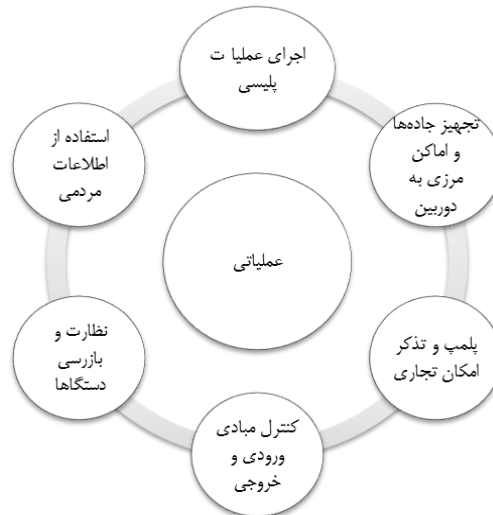 اجرای عملیا ت
پلیسی
تجهیز جاده‌ها
و اماکن
مرزی به
دوربین
پلمپ و تذکر
امکان تجاری
کنترل مبادی
ورودی و
خروجی
نظارت و
بازرسی
دستگاها
استفاده از
اطلاعات
مردمی
عملیاتی